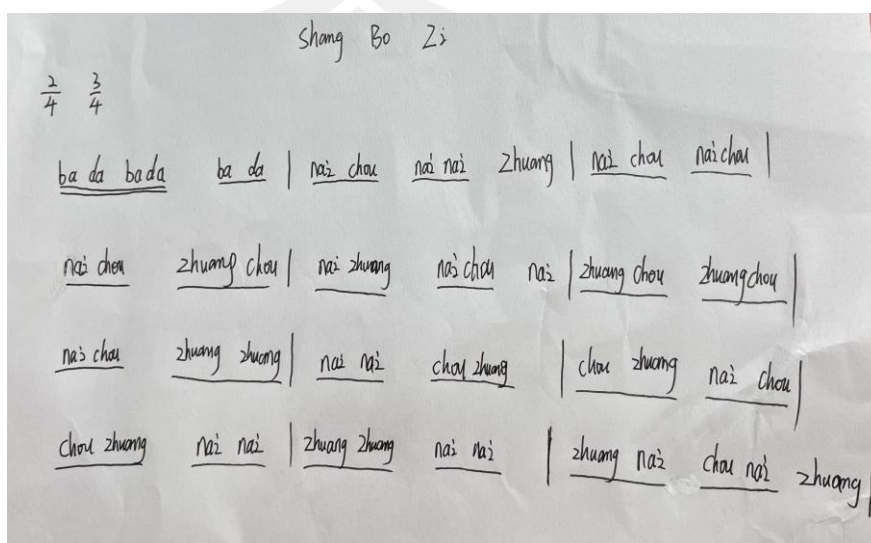 Shang Bo Zi
2/4 3/4
ba da bada ba da | nai chou nai nai zhuang | nai chou nai chou |
nai chou zhuang chou | nai zhuang nai chou nai | zhuang chou zhuang chou |
nai chou zhuang zhuang | nai nai chou zhuang | chou zhuang nai chou |
chou zhuang nai nai | zhuang zhuang nai nai | zhuang nai chou nai zhuang |